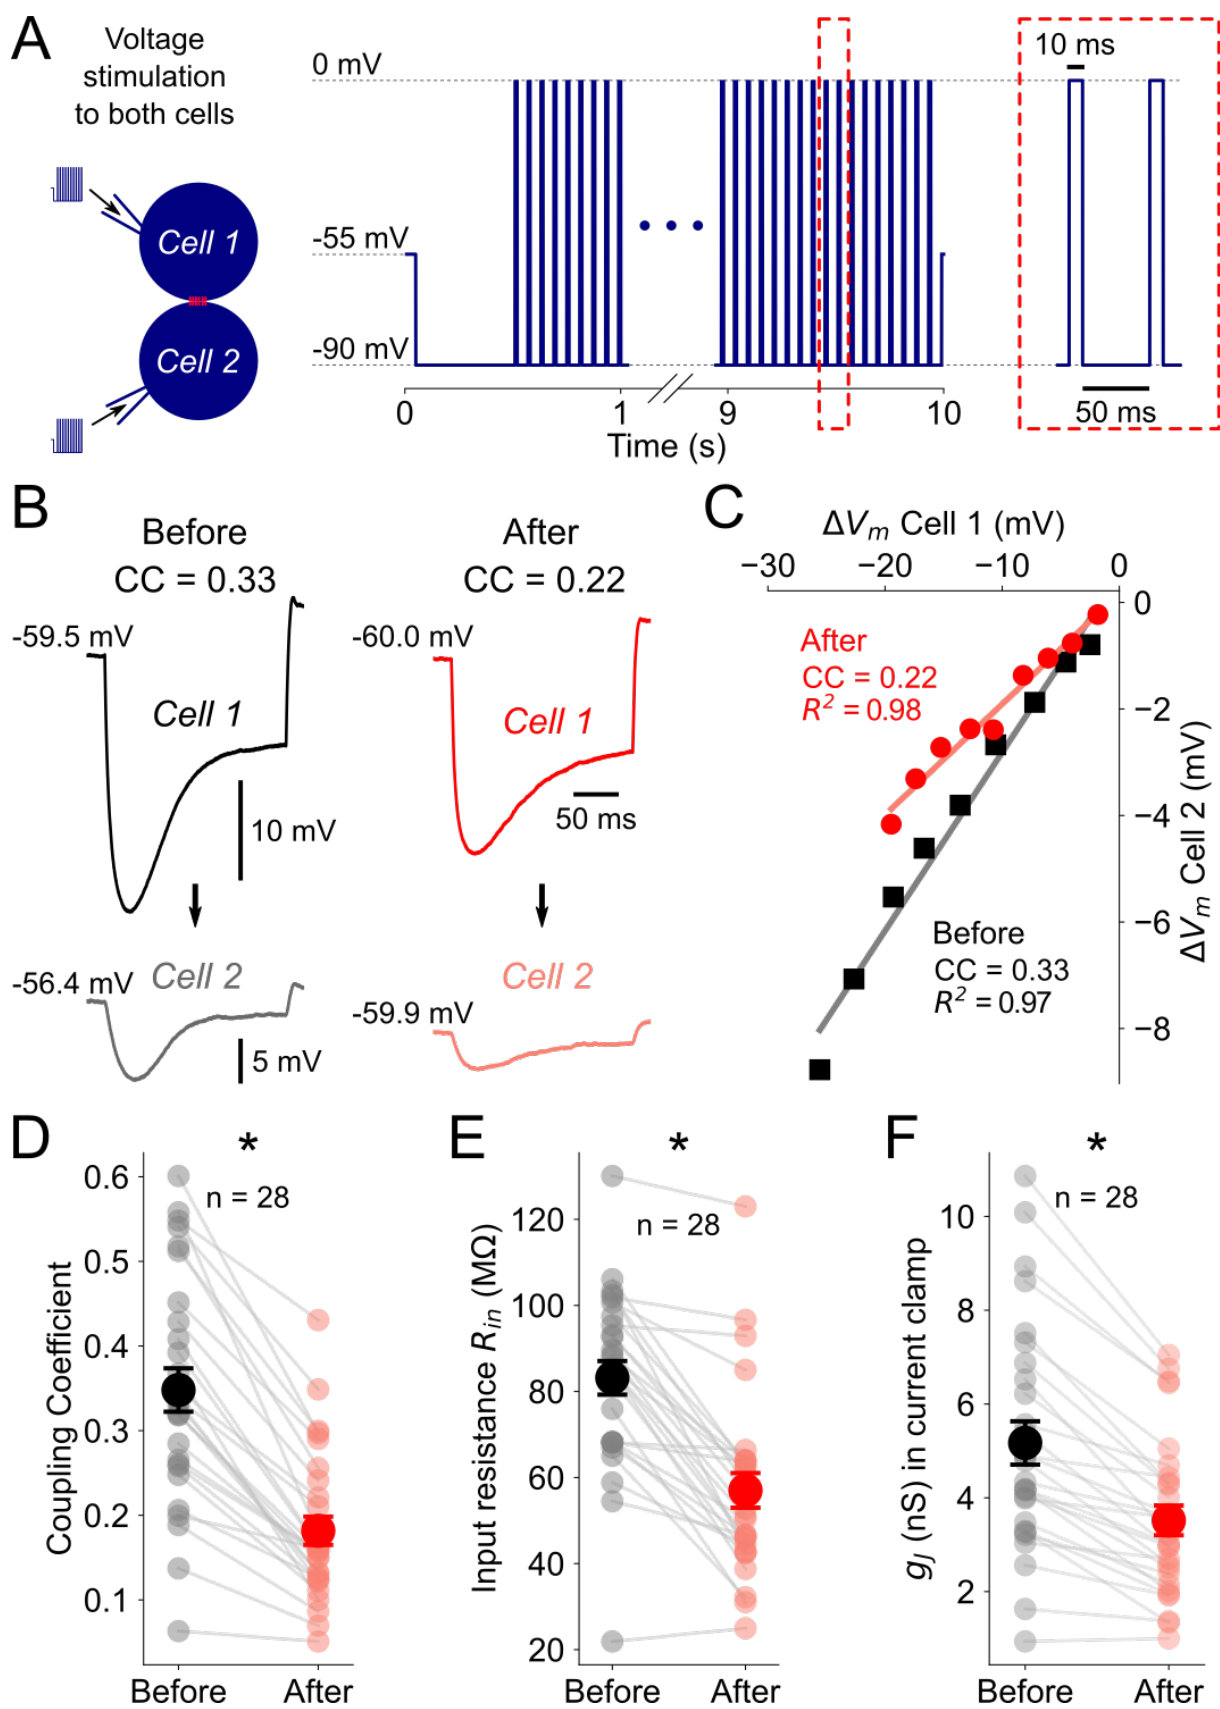 A
Voltage
stimulation
to both cells
Cell 1
Cell 2
0 mV
-55 mV
-90 mV
0
1
9
10
Time (s)
10 ms
50 ms
B
Before
CC = 0.33
-59.5 mV
Cell 1
10 mV
-56.4 mV
Cell 2
5 mV
After
CC = 0.22
-60.0 mV
Cell 1
50 ms
-59.9 mV
Cell 2
C
ΔVm Cell 1 (mV)
−30
−20
−10
0
0
−2
−4
−6
−8
ΔVm Cell 2 (mV)
After
CC = 0.22
R² = 0.98
Before
CC = 0.33
R² = 0.97
D
*
n = 28
0.6
0.5
0.4
0.3
0.2
0.1
Coupling Coefficient
Before
After
E
*
n = 28
120
100
80
60
40
20
Input resistance Rin (MΩ)
Before
After
F
*
n = 28
10
8
6
4
2
gJ (nS) in current clamp
Before
After